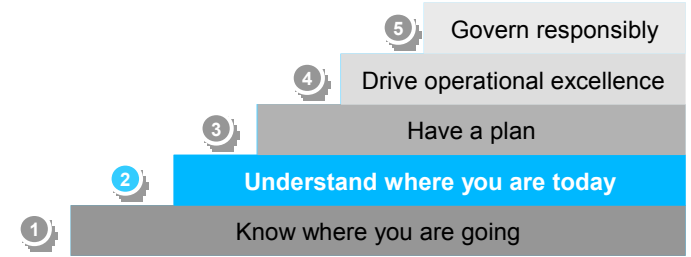 5 Govern responsibly
4 Drive operational excellence
3 Have a plan
2 Understand where you are today
1 Know where you are going